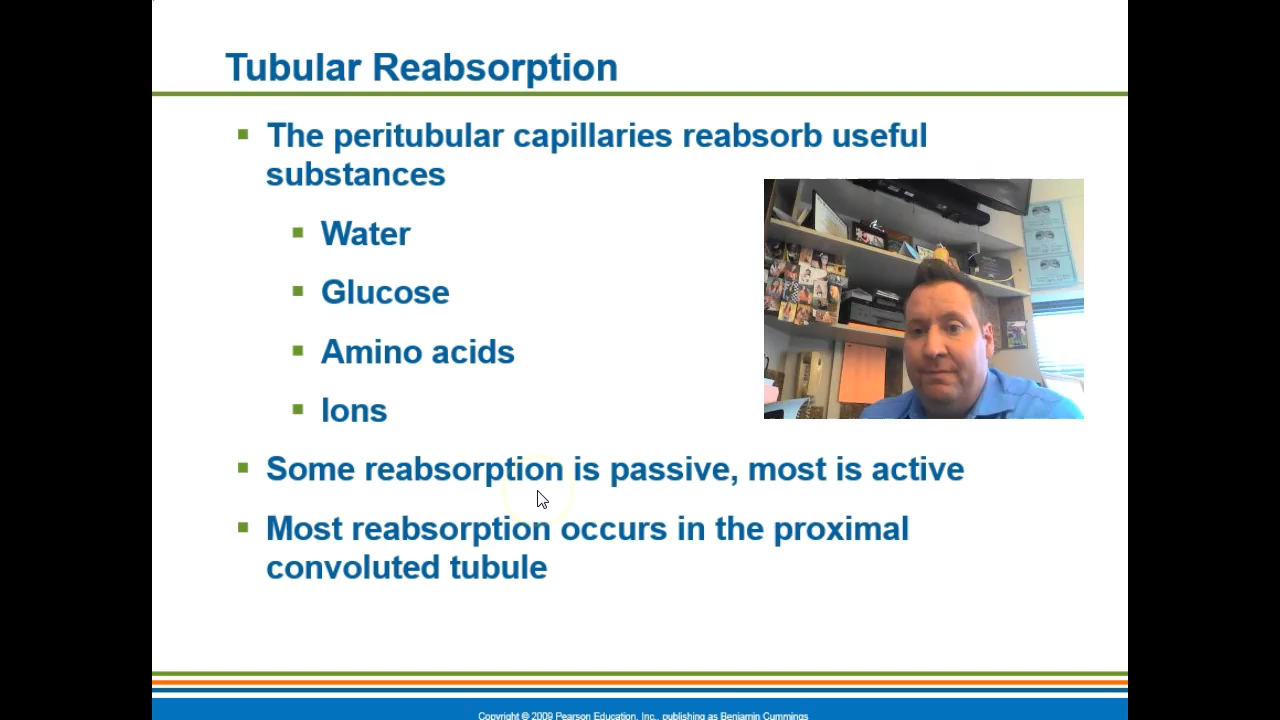 Tubular Reabsorption
The peritubular capillaries reabsorb useful
substances
Water
Glucose
Amino acids
Ions
Some reabsorption is passive, most is active
Most reabsorption occurs in the proximal
convoluted tubule
Copyright © 2009 Pearson Education, Inc., publishing as Benjamin Cummings